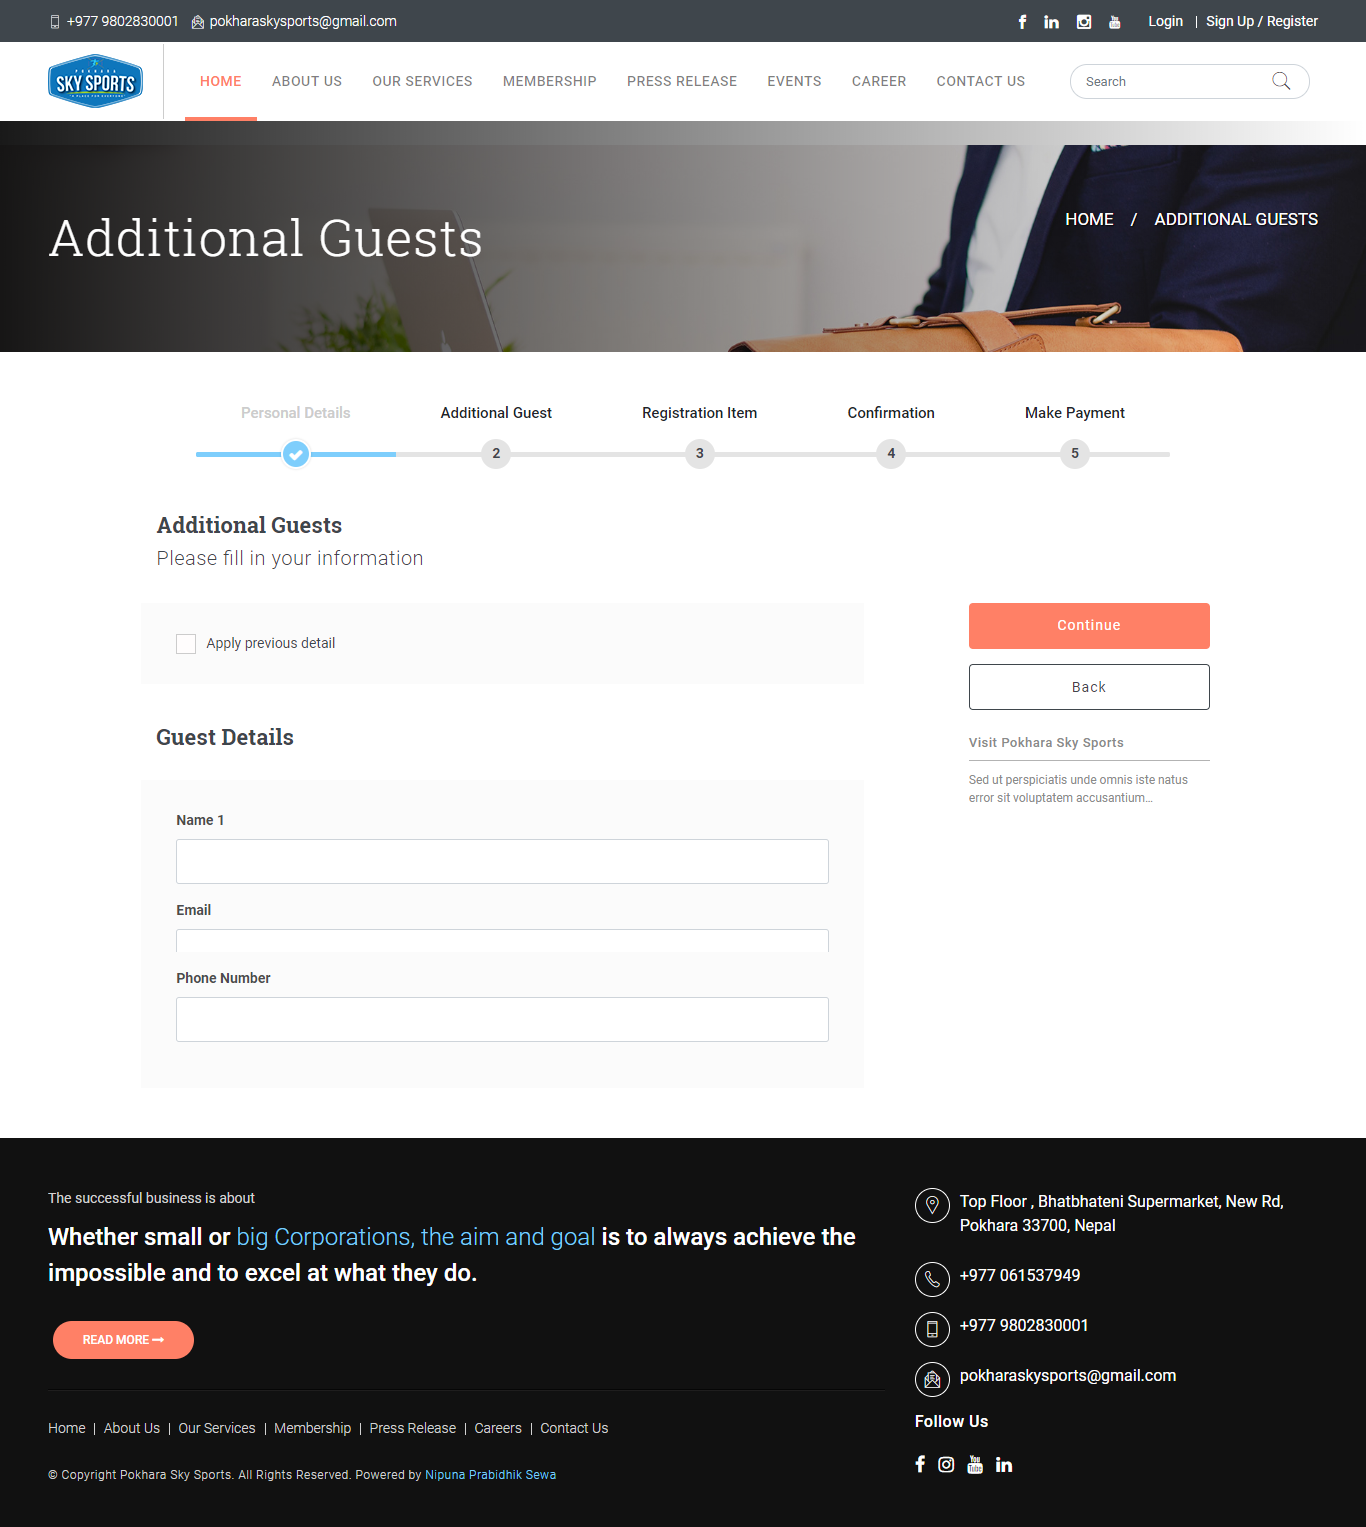 +977 9802830001 pokharaskysports@gmail.com Login | Sign Up / Register
SKY SPORTS
HOME ABOUT US OUR SERVICES MEMBERSHIP PRESS RELEASE EVENTS CAREER CONTACT US Search
Additional Guests
HOME / ADDITIONAL GUESTS
Personal Details Additional Guest Registration Item Confirmation Make Payment
2 3 4 5
Additional Guests
Please fill in your information
Apply previous detail
Continue
Back
Visit Pokhara Sky Sports
Sed ut perspiciatis unde omnis iste natus
error sit voluptatem accusantium...
Guest Details
Name 1
Email
Phone Number
The successful business is about
Whether small or big Corporations, the aim and goal is to always achieve the
impossible and to excel at what they do.
READ MORE
Home | About Us | Our Services | Membership | Press Release | Careers | Contact Us
© Copyright Pokhara Sky Sports. All Rights Reserved. Powered by Nipuna Prabidhik Sewa
Top Floor , Bhatbhateni Supermarket, New Rd,
Pokhara 33700, Nepal
+977 061537949
+977 9802830001
pokharaskysports@gmail.com
Follow Us